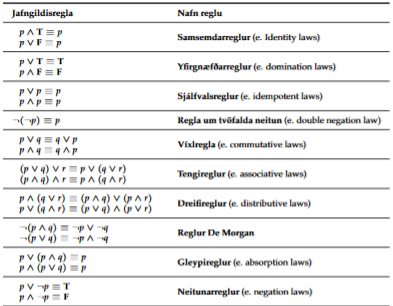 Jafngildisregla Nafn reglu
p ∧ T ≡ p
p ∨ F ≡ p
Samsemdarreglur (e. Identity laws)
p ∨ T ≡ T
p ∧ F ≡ F
Yfirgnæfðarreglur (e. domination laws)
p ∨ p ≡ p
p ∧ p ≡ p
Sjálfvalsreglur (e. idempotent laws)
¬(¬p) ≡ p Regla um tvöfalda neitun (e. double negation law)
p ∨ q ≡ q ∨ p
p ∧ q ≡ q ∧ p
Víxlregla (e. commutative laws)
(p ∨ q) ∨ r ≡ p ∨ (q ∨ r)
(p ∧ q) ∧ r ≡ p ∧ (q ∧ r)
Tengireglur (e. associative laws)
p ∧ (q ∨ r) ≡ (p ∧ q) ∨ (p ∧ r)
p ∨ (q ∧ r) ≡ (p ∨ q) ∧ (p ∨ r)
Dreifireglur (e. distributive laws)
¬(p ∧ q) ≡ ¬p ∨ ¬q
¬(p ∨ q) ≡ ¬p ∧ ¬q
Reglur De Morgan
p ∨ (p ∧ q) ≡ p
p ∧ (p ∨ q) ≡ p
Gleypireglur (e. absorption laws)
p ∨ ¬p ≡ T
p ∧ ¬p ≡ F
Neitunarreglur (e. negation laws)